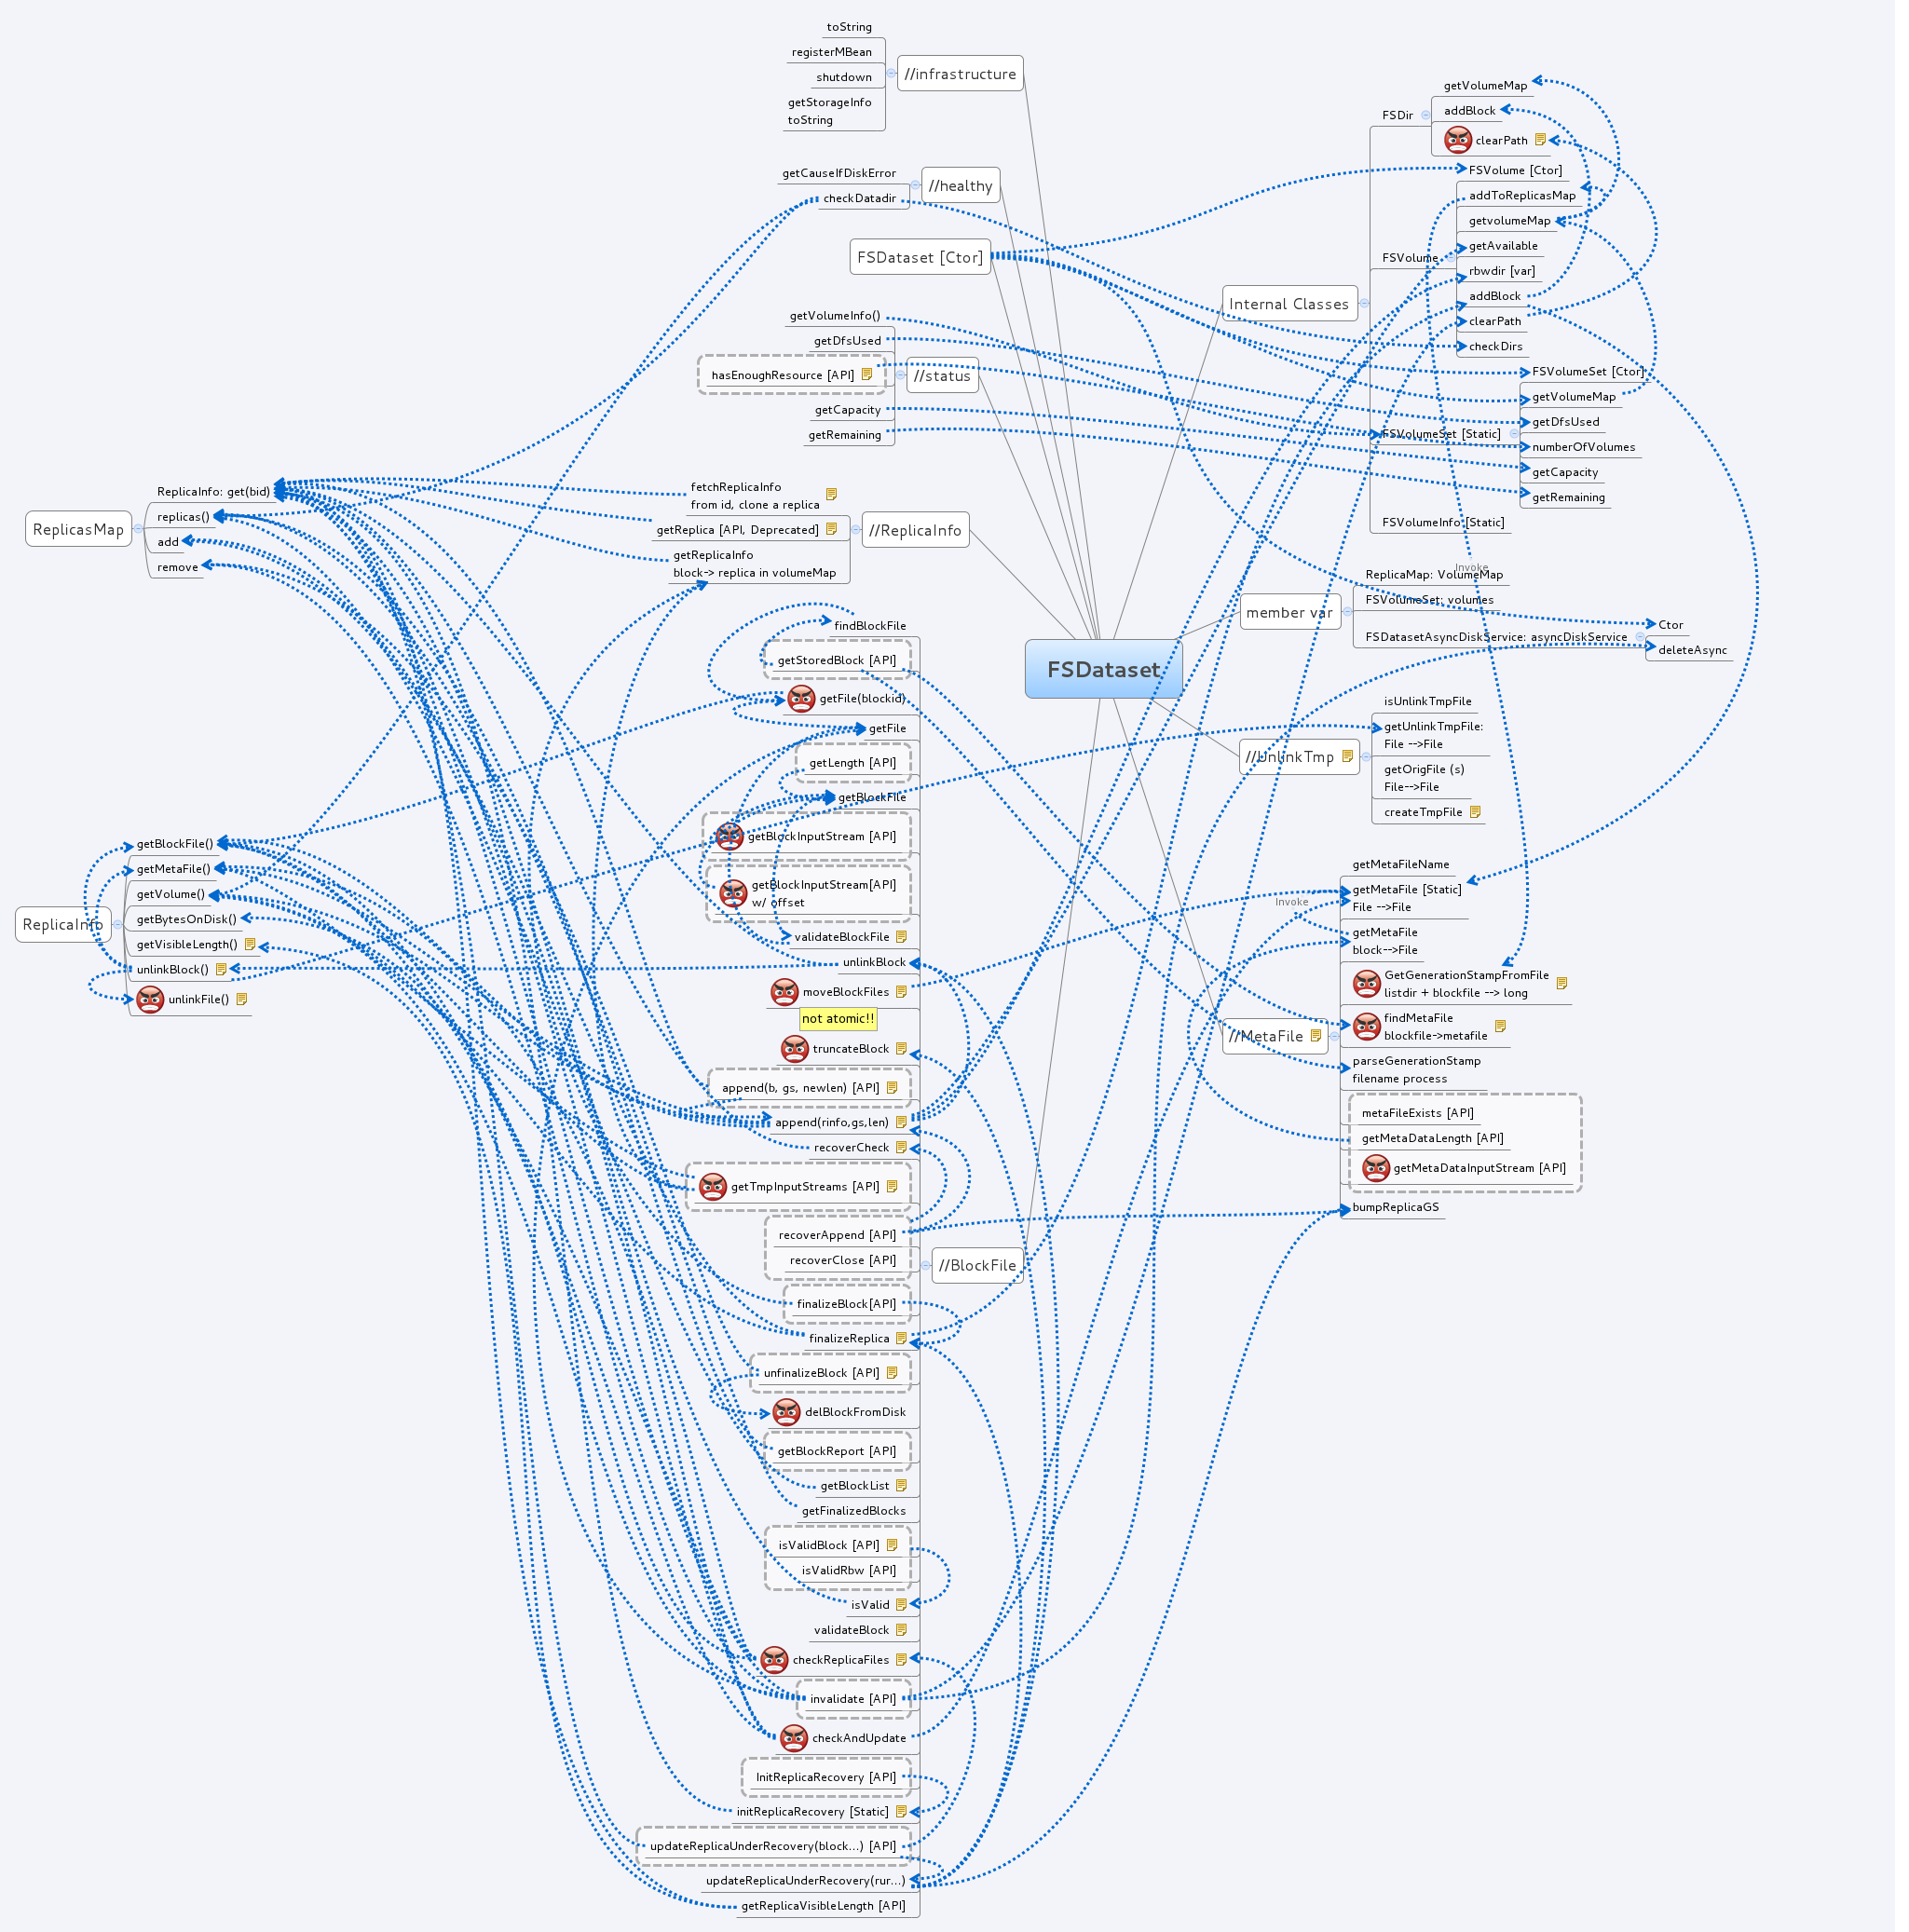 toString
registerMBean
shutdown
getStorageInfo
toString
//infrastructure
getCauseIfDiskError
checkDatadir
//healthy
FSDataset [Ctor]
getVolumeInfo()
getDfsUsed
hasEnoughResource [API]
getCapacity
getRemaining
//status
fetchReplicaInfo
from id, clone a replica
getReplica [API, Deprecated]
getReplicaInfo
block-> replica in volumeMap
//ReplicaInfo
ReplicasMap
ReplicaInfo: get(bid)
replicas()
add
remove
ReplicaInfo
getBlockFile()
getMetaFile()
getVolume()
getBytesOnDisk()
getVisibleLength()
unlinkBlock()
unlinkFile()
findBlockFile
getStoredBlock [API]
getFile(blockid)
getFile
getLength [API]
getBlockFile
getBlockInputStream [API]
getBlockInputStream[API]
w/ offset
validateBlockFile
unlinkBlock
moveBlockFiles
not atomic!!
truncateBlock
append(b, gs, newlen) [API]
append(rinfo,gs,len)
recoverCheck
getTmpInputStreams [API]
recoverAppend [API]
recoverClose [API]
//BlockFile
finalizeBlock[API]
finalizeReplica
unfinalizeBlock [API]
delBlockFromDisk
getBlockReport [API]
getBlockList
getFinalizedBlocks
isValidBlock [API]
isValidRbw [API]
isValid
validateBlock
checkReplicaFiles
invalidate [API]
checkAndUpdate
InitReplicaRecovery [API]
initReplicaRecovery [Static]
updateReplicaUnderRecovery(block...) [API]
updateReplicaUnderRecovery(rur...)
getReplicaVisibleLength [API]
FSDataset
Internal Classes
FSDir
getVolumeMap
addBlock
clearPath
FSVolume
FSVolume [Ctor]
addToReplicasMap
getvolumeMap
getAvailable
rbwdir [var]
addBlock
clearPath
checkDirs
FSVolumeSet [Static]
FSVolumeSet [Ctor]
getVolumeMap
getDfsUsed
numberOfVolumes
getCapacity
getRemaining
FSVolumeInfo [Static]
Invoke
member var
ReplicaMap: VolumeMap
FSVolumeSet: volumes
FSDatasetAsyncDiskService: asyncDiskService
Ctor
deleteAsync
//UnlinkTmp
isUnlinkTmpFile
getUnlinkTmpFile:
File -->File
getOrigFile (s)
File-->File
createTmpFile
//MetaFile
getMetaFileName
getMetaFile [Static]
File -->File
Invoke
getMetaFile
block-->File
GetGenerationStampFromFile
listdir + blockfile --> long
findMetaFile
blockfile->metafile
parseGenerationStamp
filename process
metaFileExists [API]
getMetaDataLength [API]
getMetaDataInputStream [API]
bumpReplicaGS